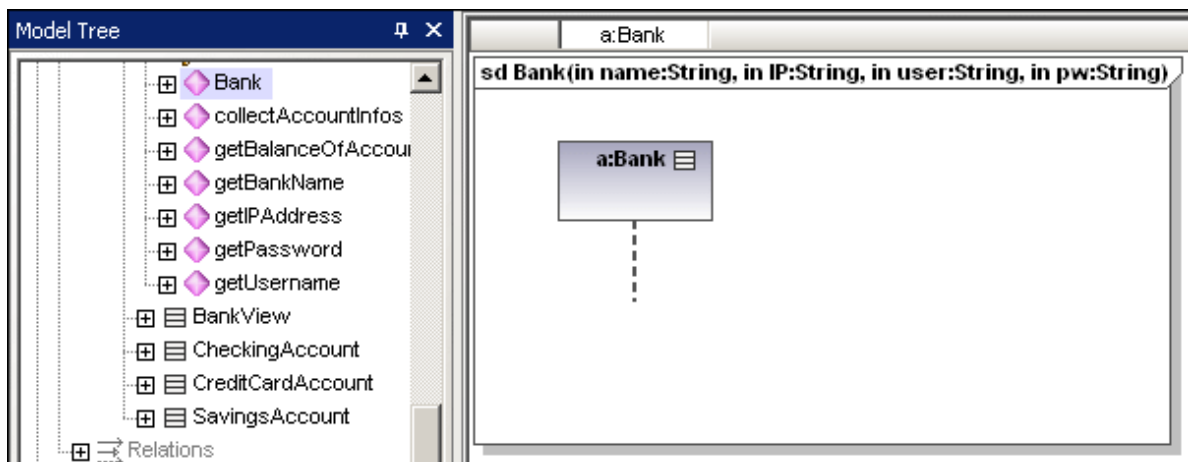 Model Tree
Bank
collectAccountInfos
getBalanceOfAccou
getBankName
getIPAddress
getPassword
getUsername
BankView
CheckingAccount
CreditCardAccount
SavingsAccount
Relations
a:Bank
sd Bank(in name:String, in IP:String, in user:String, in pw:String)
a:Bank